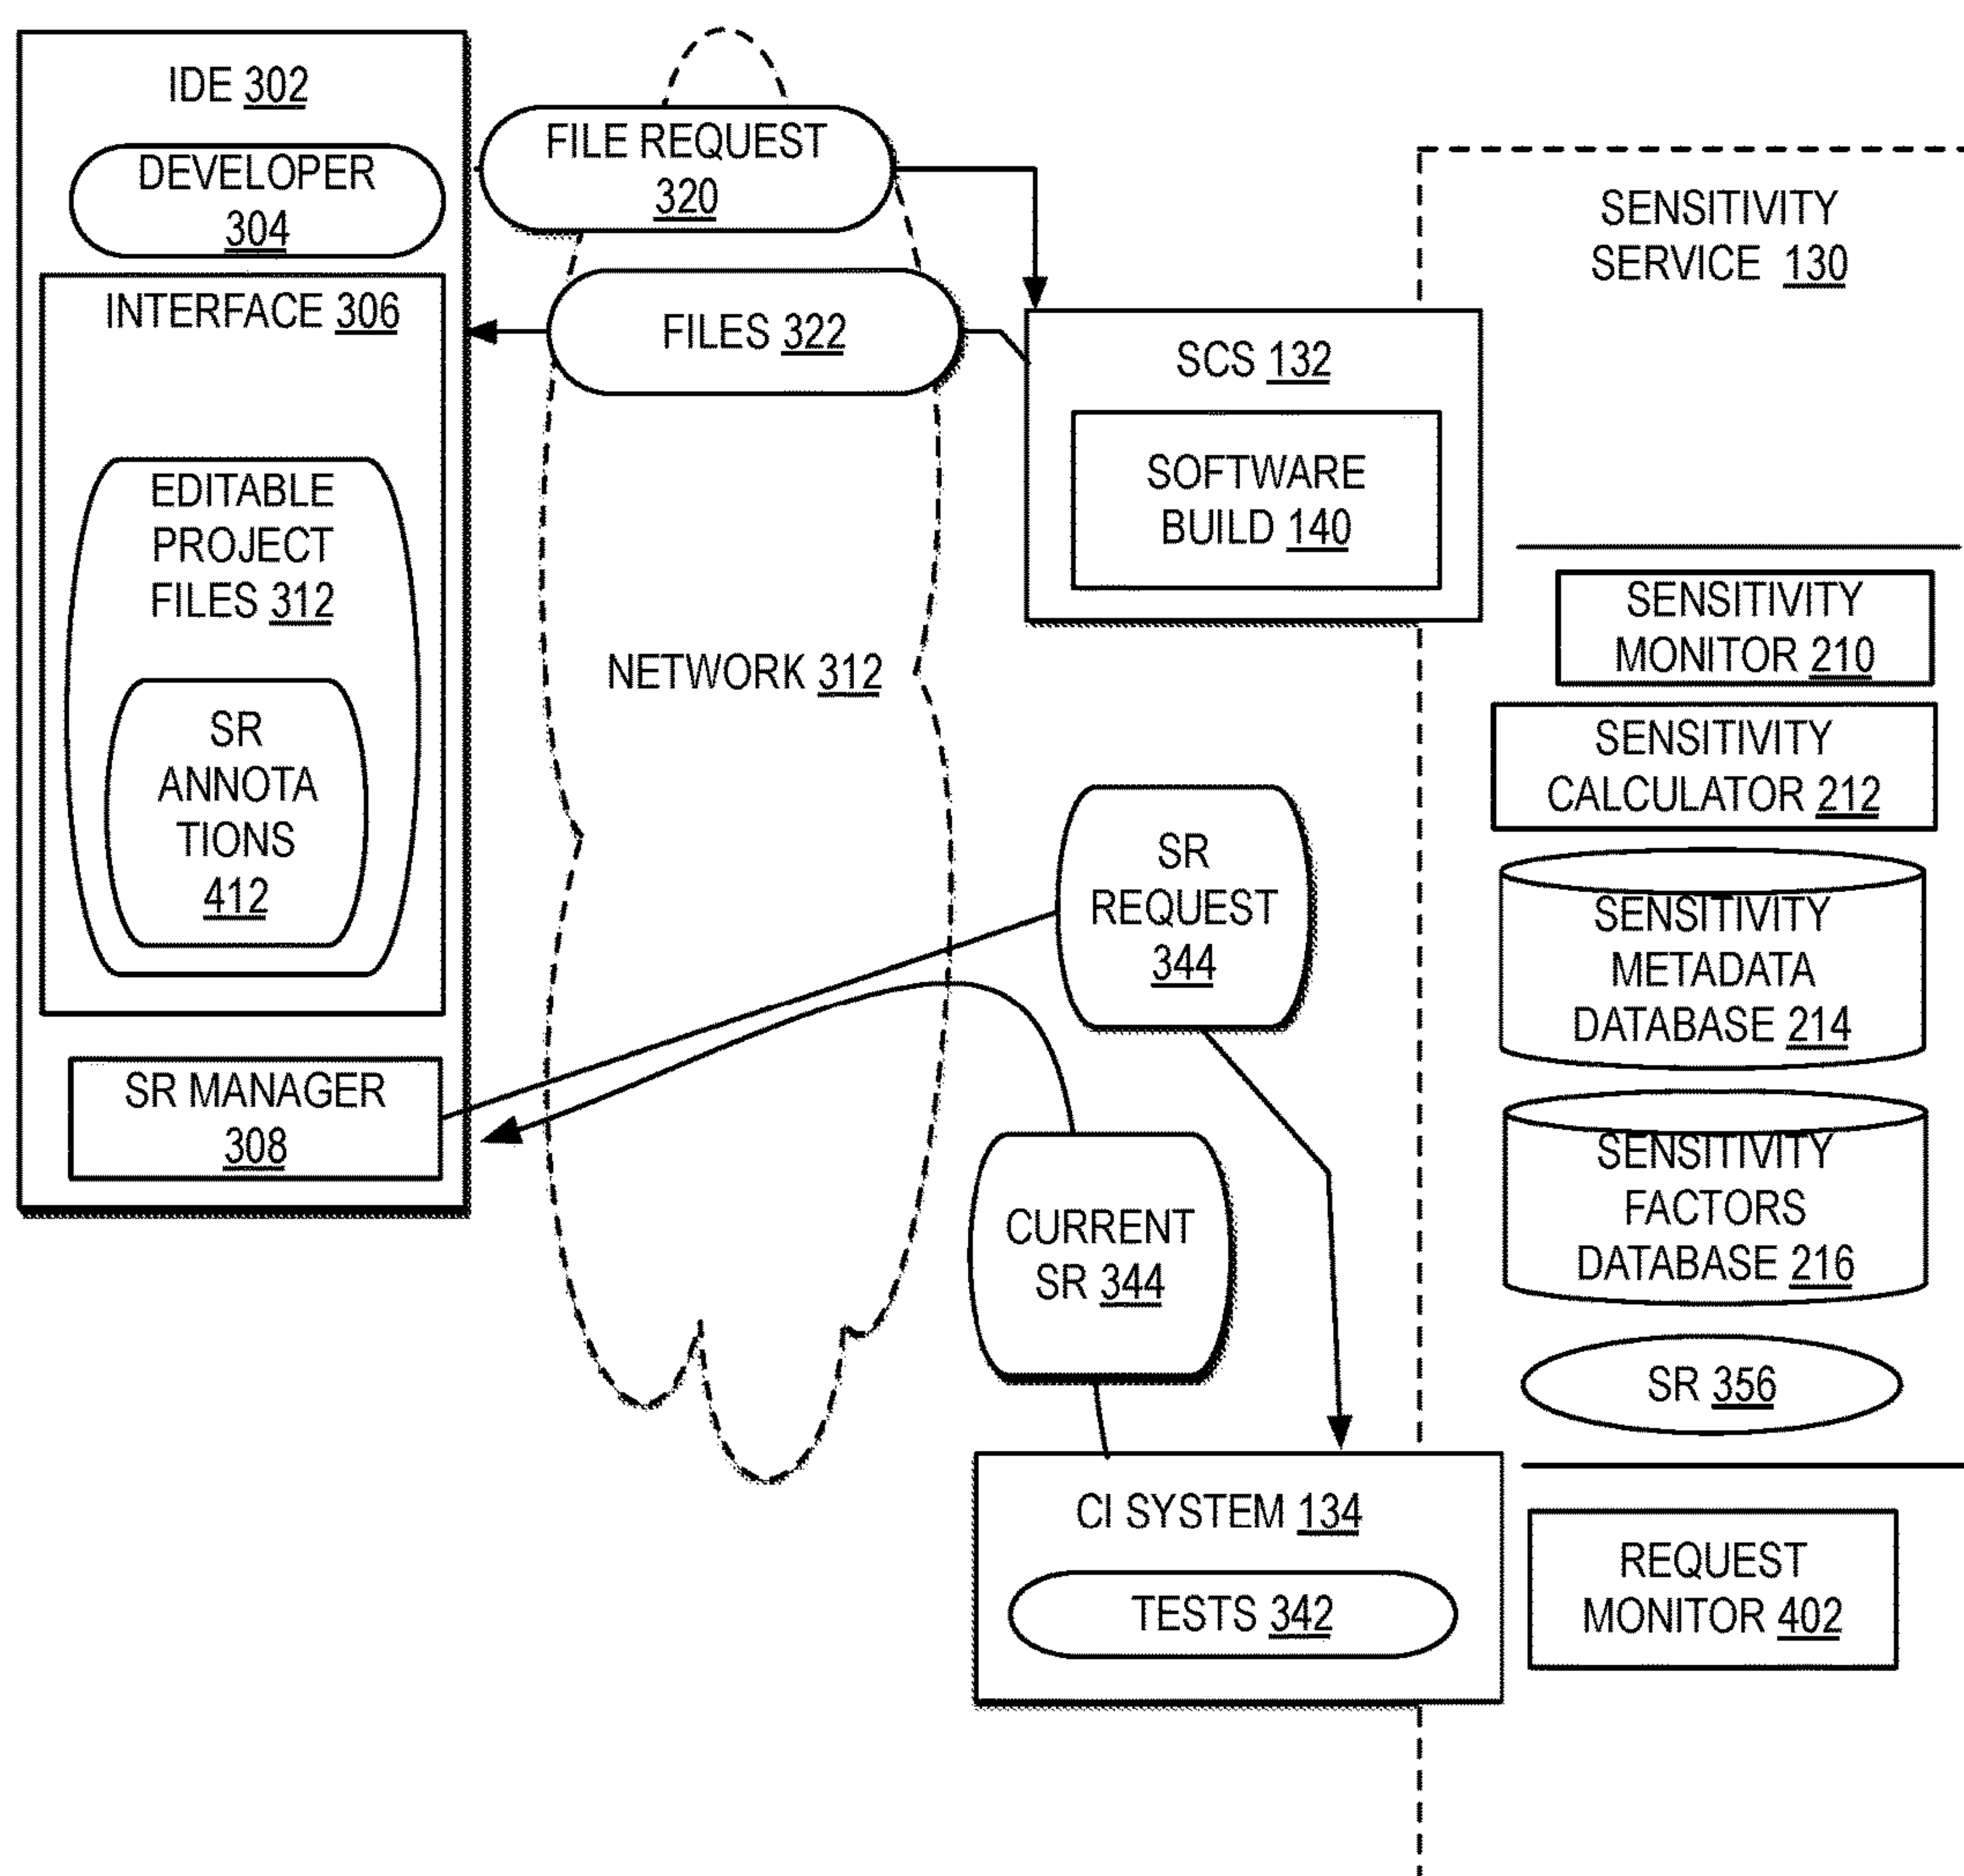 IDE 302
DEVELOPER
304
INTERFACE 306
EDITABLE
PROJECT
FILES 312
SR
ANNOTA
TIONS
412
SR MANAGER
308
FILE REQUEST
320
FILES 322
NETWORK 312
SCS 132
SOFTWARE
BUILD 140
SR
REQUEST
344
CURRENT
SR 344
CI SYSTEM 134
TESTS 342
SENSITIVITY
SERVICE 130
SENSITIVITY
MONITOR 210
SENSITIVITY
CALCULATOR 212
SENSITIVITY
METADATA
DATABASE 214
SENSITIVITY
FACTORS
DATABASE 216
SR 356
REQUEST
MONITOR 402